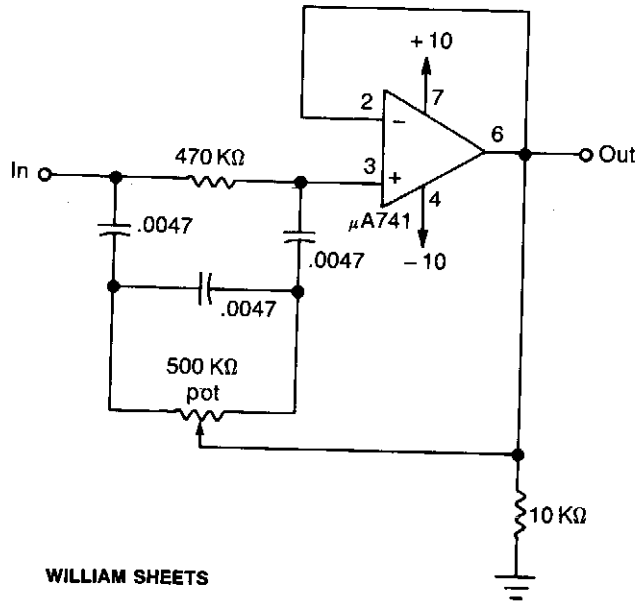 +10
7
2
−
6
Out
In
470 KΩ
3
+
4
μA741
−10
.0047
.0047
.0047
500 KΩ
pot
10 KΩ
WILLIAM SHEETS